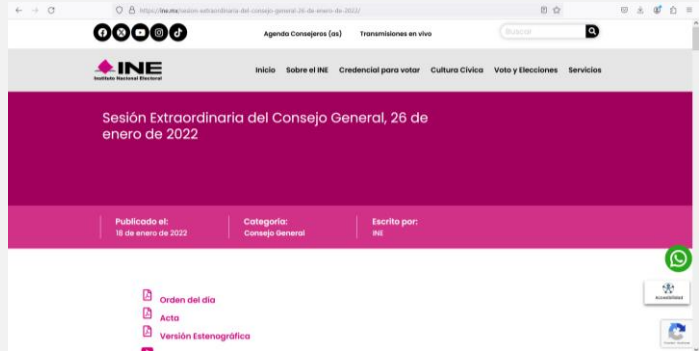 https://ine.mx/sesion-extraordinaria-del-consejo-general-26-de-enero-de-2022/
Agenda Consejeros (as) Transmisiones en vivo Buscar
INE
Instituto Nacional Electoral
Inicio Sobre el INE Credencial para votar Cultura Cívica Voto y Elecciones Servicios
Sesión Extraordinaria del Consejo General, 26 de
enero de 2022
Publicado el: Categoría: Escrito por:
18 de enero de 2022 Consejo General INE
Accesibilidad
Orden del día
Acta
Versión Estenográfica